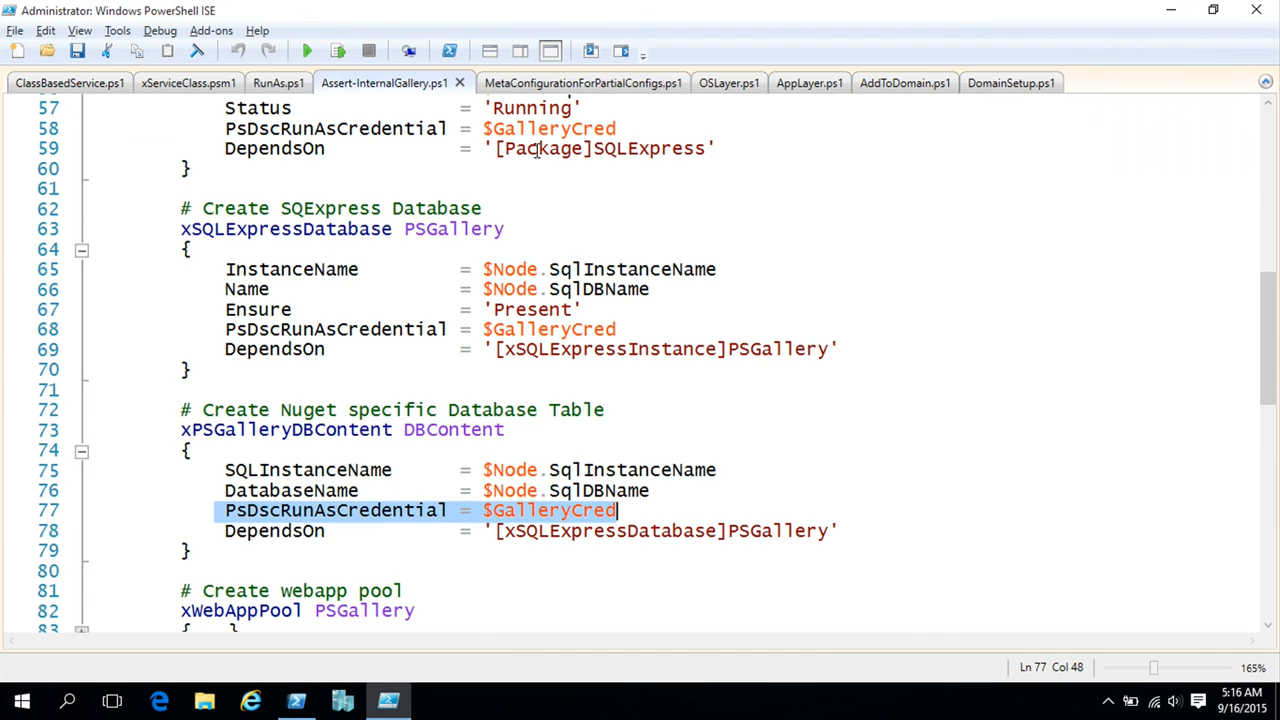 Administrator: Windows PowerShell ISE
File Edit View Tools Debug Add-ons Help
ClassBasedService.ps1 xServiceClass.psm1 RunAs.ps1 Assert-InternalGallery.ps1 MetaConfigurationForPartialConfigs.ps1 OSLayer.ps1 AppLayer.ps1 AddToDomain.ps1 DomainSetup.ps1
57 Status = 'Running'
58 PsDscRunAsCredential = $GalleryCred
59 DependsOn = '[Package]SQLExpress'
60 }
61
62 # Create SQExpress Database
63 xSQLExpressDatabase PSGallery
64 {
65 InstanceName = $Node.SqlInstanceName
66 Name = $NOde.SqlDBName
67 Ensure = 'Present'
68 PsDscRunAsCredential = $GalleryCred
69 DependsOn = '[xSQLExpressInstance]PSGallery'
70 }
71
72 # Create Nuget specific Database Table
73 xPSGalleryDBContent DBContent
74 {
75 SQLInstanceName = $Node.SqlInstanceName
76 DatabaseName = $Node.SqlDBName
77 PsDscRunAsCredential = $GalleryCred
78 DependsOn = '[xSQLExpressDatabase]PSGallery'
79 }
80
81 # Create webapp pool
82 xWebAppPool PSGallery
83 { }
Ln 77 Col 48 165%
5:16 AM
9/16/2015